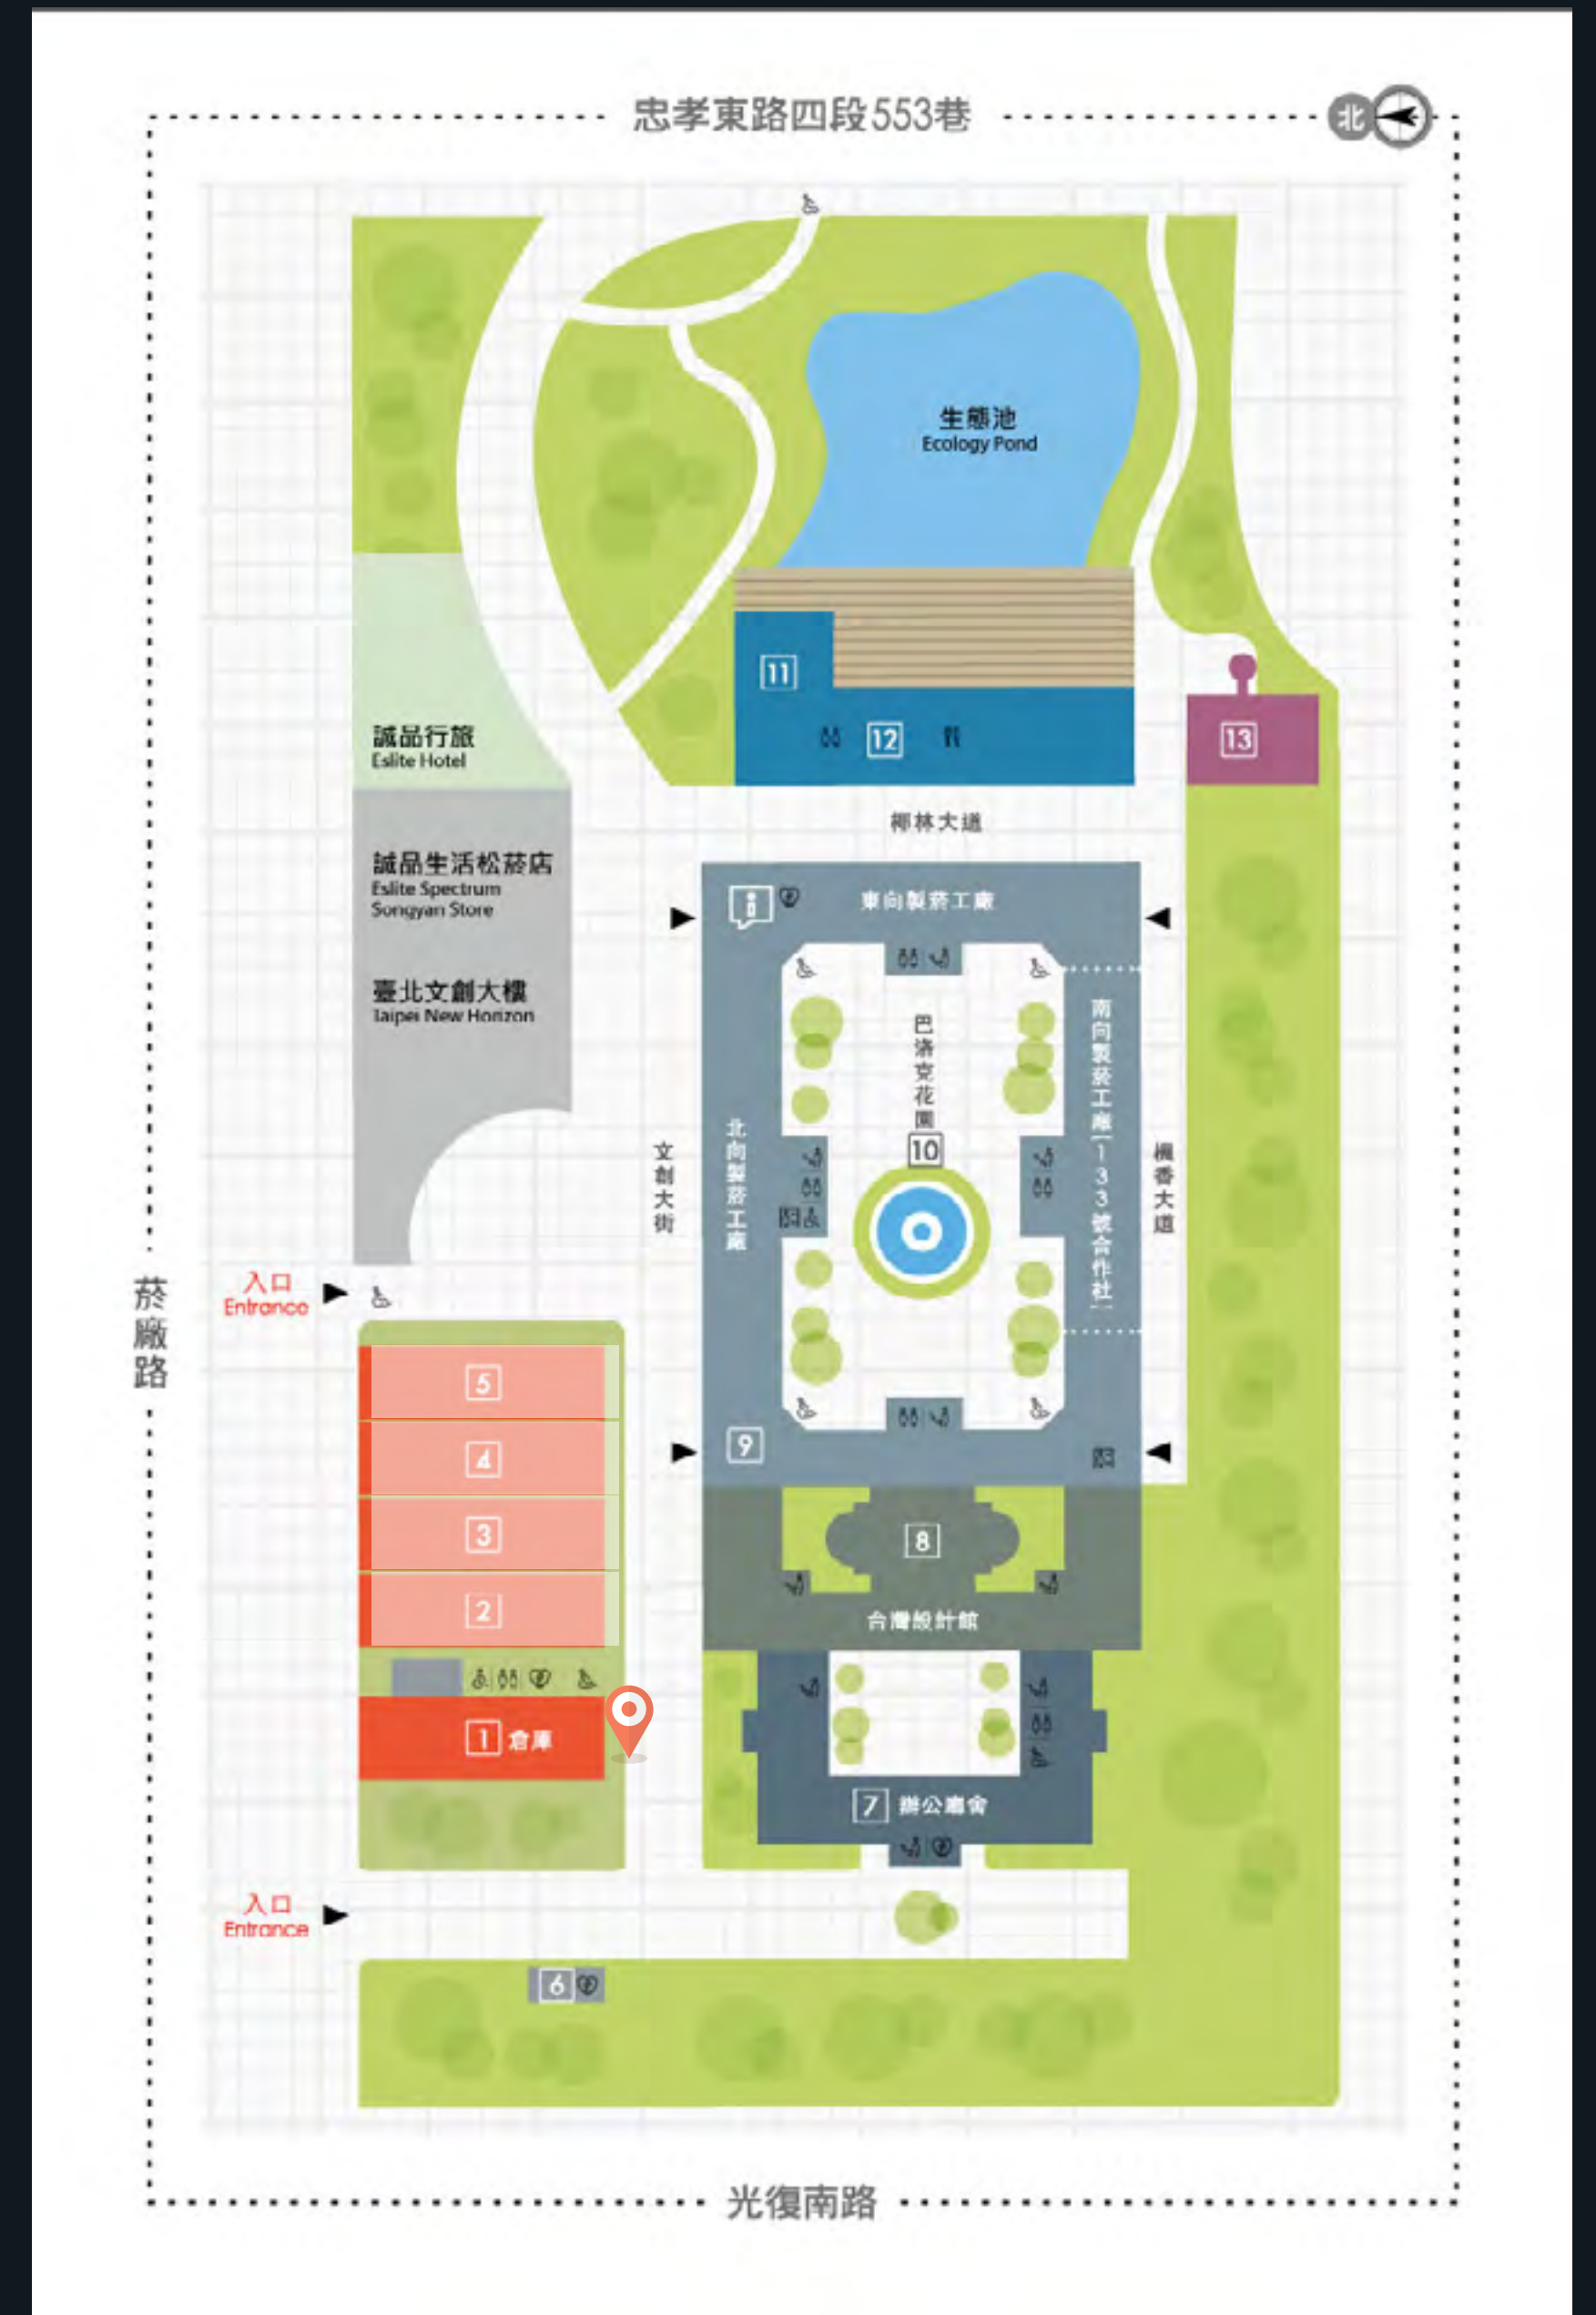 忠孝東路四段553巷
北
生態池
Ecology Pond
11
12
13
誠品行旅
Eslite Hotel
椰林大道
誠品生活松菸店
Eslite Spectrum
Songyan Store
臺北文創大樓
Taipei New Horizon
東向製菸工廠
巴洛克花園
10
南向製菸工廠(133號合作社)
北向製菸工廠
文創大街
楓香大道
入口
Entrance
菸廠路
5
4
3
2
9
8
台灣設計館
1 倉庫
7 辦公廳舍
入口
Entrance
6
光復南路